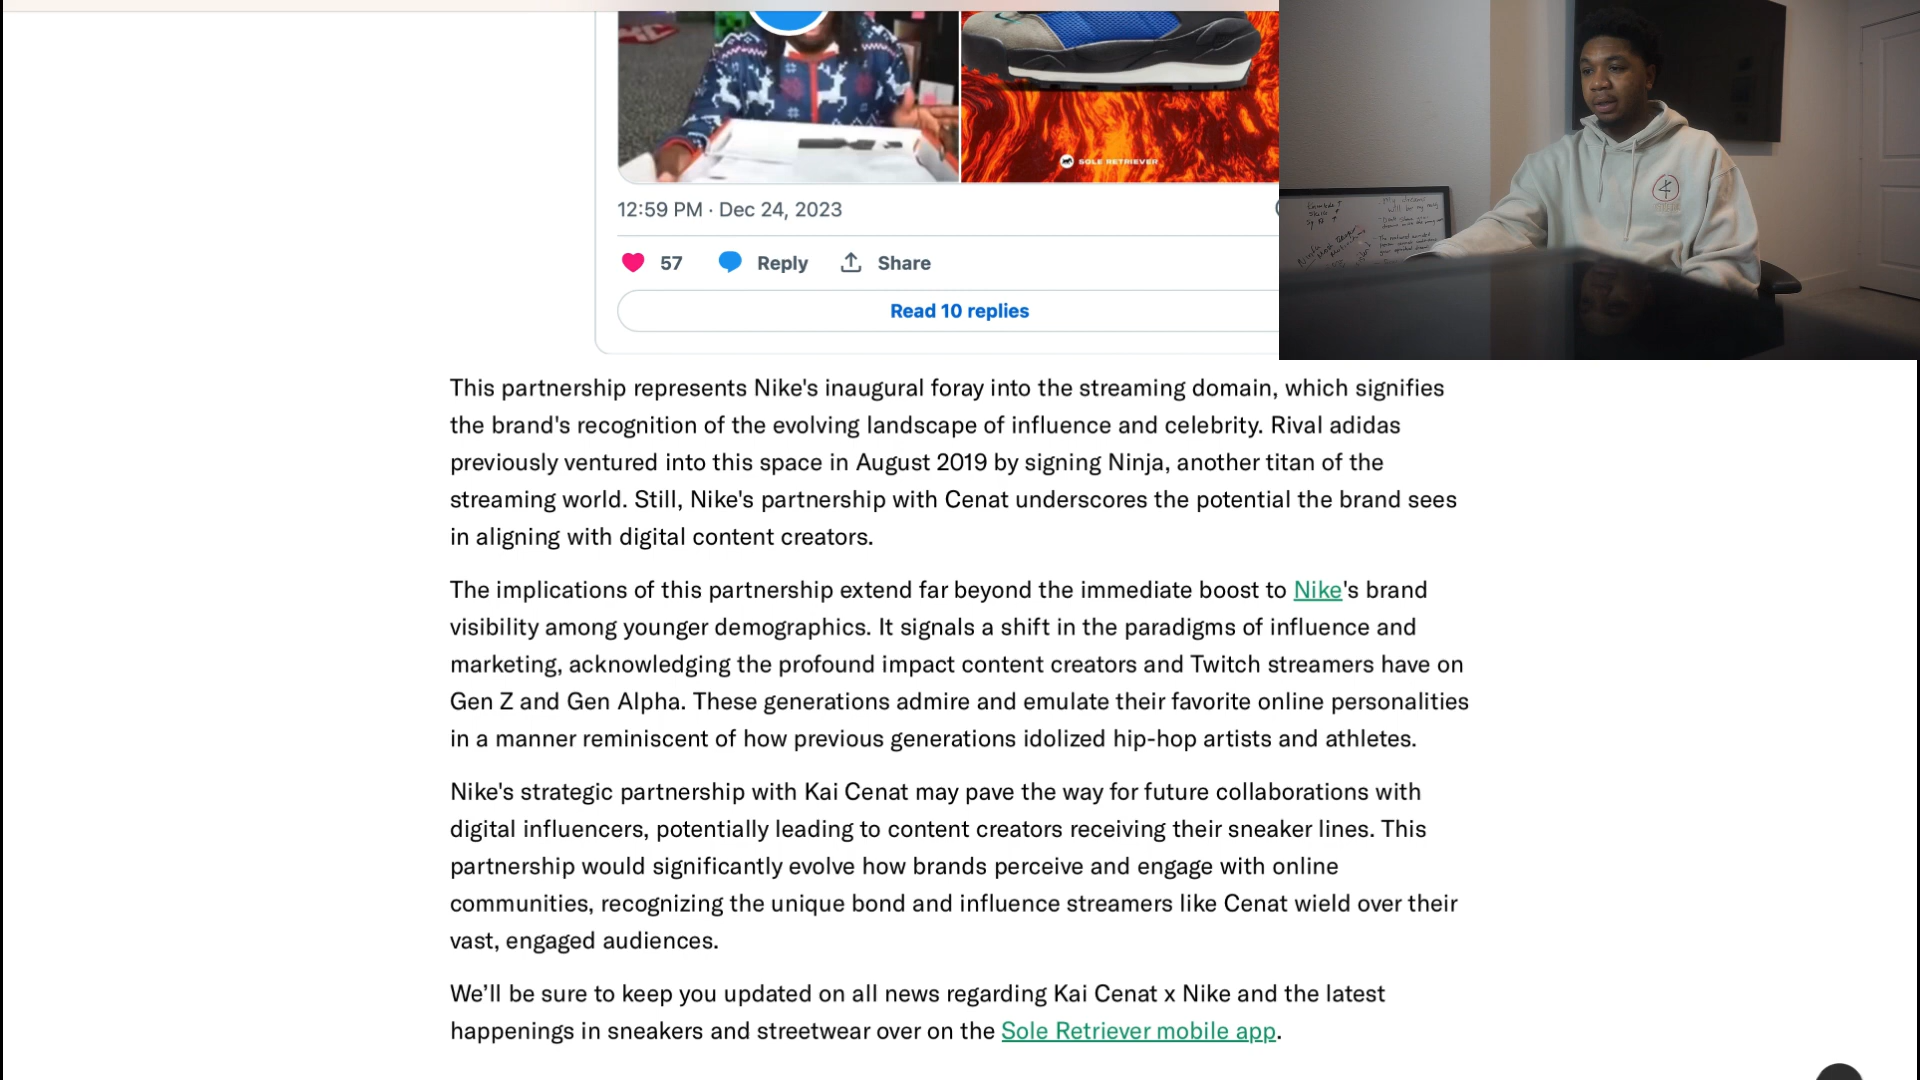 SOLE RETRIEVER
12:59 PM · Dec 24, 2023
57 Reply Share
Read 10 replies
This partnership represents Nike's inaugural foray into the streaming domain, which signifies
the brand's recognition of the evolving landscape of influence and celebrity. Rival adidas
previously ventured into this space in August 2019 by signing Ninja, another titan of the
streaming world. Still, Nike's partnership with Cenat underscores the potential the brand sees
in aligning with digital content creators.
The implications of this partnership extend far beyond the immediate boost to Nike's brand
visibility among younger demographics. It signals a shift in the paradigms of influence and
marketing, acknowledging the profound impact content creators and Twitch streamers have on
Gen Z and Gen Alpha. These generations admire and emulate their favorite online personalities
in a manner reminiscent of how previous generations idolized hip-hop artists and athletes.
Nike's strategic partnership with Kai Cenat may pave the way for future collaborations with
digital influencers, potentially leading to content creators receiving their sneaker lines. This
partnership would significantly evolve how brands perceive and engage with online
communities, recognizing the unique bond and influence streamers like Cenat wield over their
vast, engaged audiences.
We’ll be sure to keep you updated on all news regarding Kai Cenat x Nike and the latest
happenings in sneakers and streetwear over on the Sole Retriever mobile app.